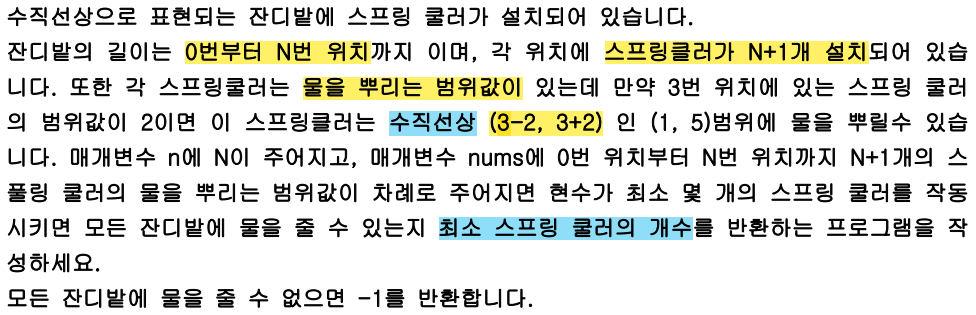 수직선상으로 표현되는 잔디밭에 스프링 쿨러가 설치되어 있습니다.
잔디밭의 길이는 0번부터 N번 위치까지 이며, 각 위치에 스프링클러가 N+1개 설치되어 있습
니다. 또한 각 스프링쿨러는 물을 뿌리는 범위값이 있는데 만약 3번 위치에 있는 스프링 쿨러
의 범위값이 2이면 이 스프링클러는 수직선상 (3-2, 3+2) 인 (1, 5)범위에 물을 뿌릴수 있습
니다. 매개변수 n에 N이 주어지고, 매개변수 nums에 0번 위치부터 N번 위치까지 N+1개의 스
풀링 쿨러의 물을 뿌리는 범위값이 차례로 주어지면 현수가 최소 몇 개의 스프링 쿨러를 작동
시키면 모든 잔디밭에 물을 줄 수 있는지 최소 스프링 쿨러의 개수를 반환하는 프로그램을 작
성하세요.
모든 잔디밭에 물을 줄 수 없으면 -1를 반환합니다.